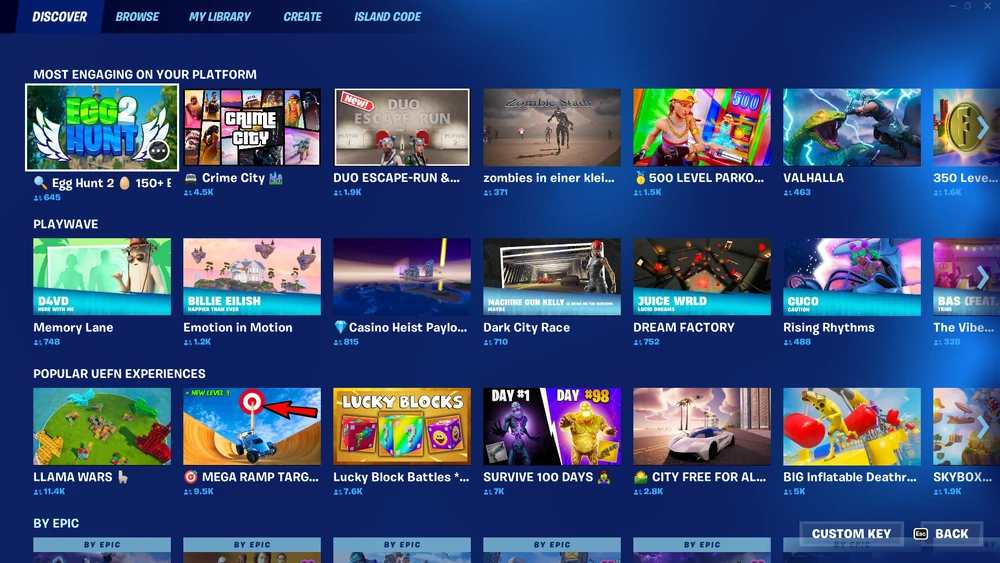 DISCOVER
BROWSE
MY LIBRARY
CREATE
ISLAND CODE
MOST ENGAGING ON YOUR PLATFORM
EGG 2
HUNT
CRIME
CITY
New!
DUO
ESCAPE RUN
PLAYER 1
PLAYER 2
Zombie Stadt
500
🔍 Egg Hunt 2 🥚 150+ E
🚔 Crime City 🏙️
DUO ESCAPE-RUN &...
zombies in einer klei...
🏅500 LEVEL PARKO...
VALHALLA
350 Leve...
645
4.5K
1.9K
371
1.5K
463
1.6K
PLAYWAVE
D4VD
HERE WITH ME
BILLIE EILISH
HAPPIER THAN EVER
MACHINE GUN KELLY
MAYBE
JUICE WRLD
LUCID DREAMS
CUCO
CAUTION
BAS (FEAT.
Memory Lane
Emotion in Motion
💎Casino Heist Paylo...
Dark City Race
DREAM FACTORY
Rising Rhythms
The Vibe...
748
1.2K
815
710
752
488
328
POPULAR UEFN EXPERIENCES
+ NEW LEVEL 3
LUCKY BLOCKS
DAY #1
DAY #98
LLAMA WARS 🦙
🎯 MEGA RAMP TARG...
Lucky Block Battles *...
SURVIVE 100 DAYS 🧟
CITY FREE FOR AL...
BIG Inflatable Deathr...
SKYBOX...
11.4K
9.5K
7.6K
7K
2.8K
5K
1.9K
BY EPIC
CUSTOM KEY
Esc
BACK
BY EPIC
BY EPIC
BY EPIC
BY EPIC
BY EPIC
BY EPIC